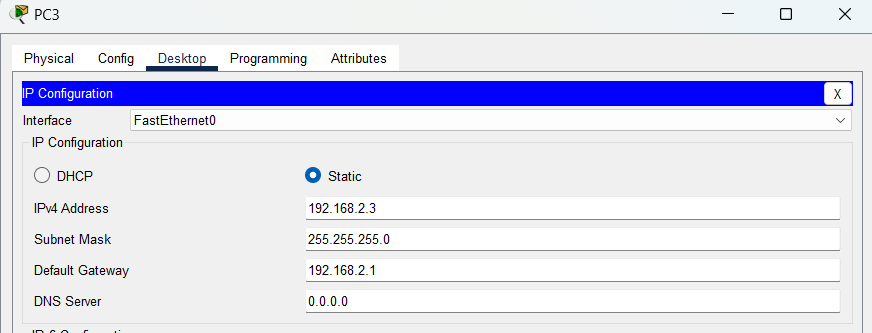 PC3
Physical Config Desktop Programming Attributes
IP Configuration X
Interface FastEthernet0
IP Configuration
DHCP Static
IPv4 Address 192.168.2.3
Subnet Mask 255.255.255.0
Default Gateway 192.168.2.1
DNS Server 0.0.0.0